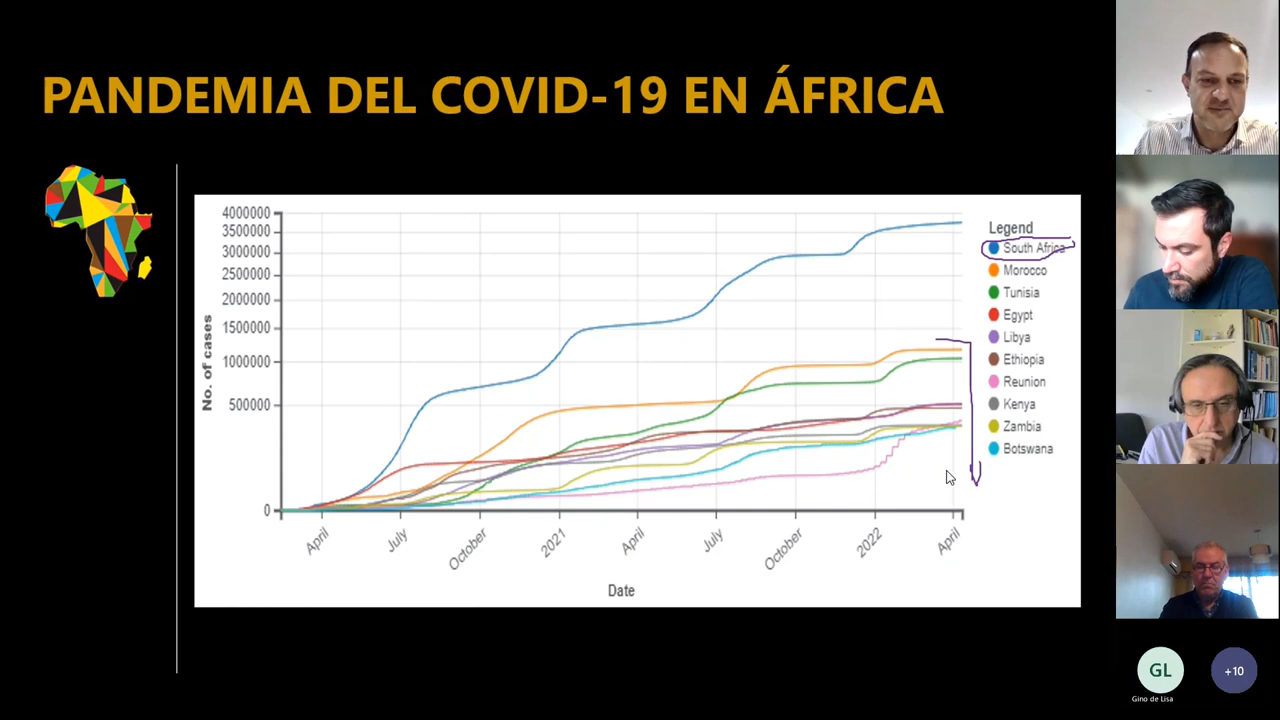 PANDEMIA DEL COVID-19 EN ÁFRICA
4000000
3500000
3000000
2500000
2000000
1500000
1000000
500000
0
No. of cases
April
July
October
2021
April
July
October
2022
April
Date
Legend
South Africa
Morocco
Tunisia
Egypt
Libya
Ethiopia
Reunion
Kenya
Zambia
Botswana
GL
Gino de Lisa
+10